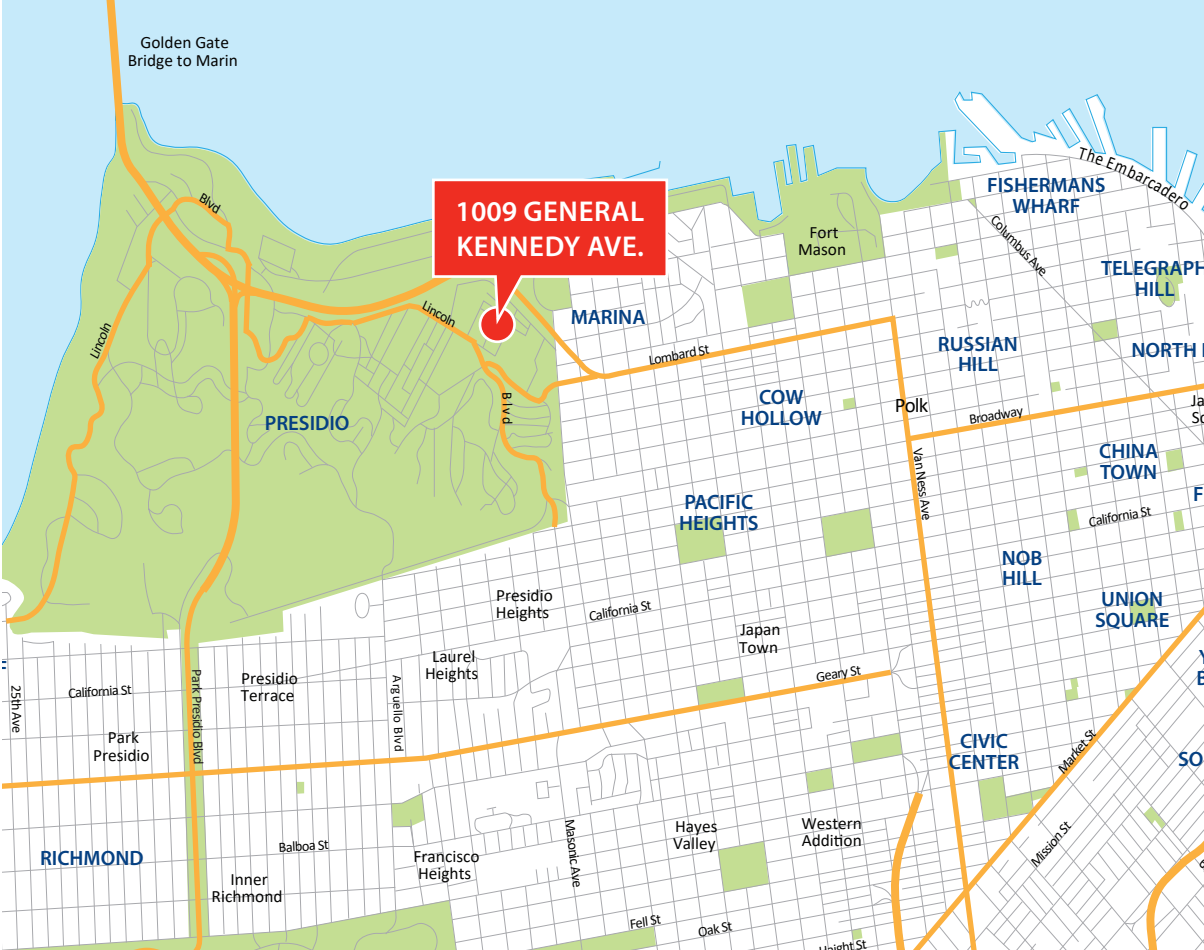 Golden Gate
Bridge to Marin
The Embarcadero
FISHERMANS
WHARF
Blvd
1009 GENERAL
KENNEDY AVE.
Fort
Mason
Columbus Ave
TELEGRAPH
HILL
Lincoln
MARINA
Lincoln
Lombard St
RUSSIAN
HILL
NORTH
COW
HOLLOW
Polk
Broadway
Blvd
PRESIDIO
CHINA
TOWN
Van Ness Ave
PACIFIC
HEIGHTS
California St
NOB
HILL
Presidio
Heights
California St
UNION
SQUARE
Japan
Town
Laurel
Heights
Geary St
25th Ave
California St
Park Presidio Blvd
Presidio
Terrace
Arguello Blvd
Park
Presidio
CIVIC
CENTER
Market St
SO
Mission St
RICHMOND
Balboa St
Francisco
Heights
Masonic Ave
Hayes
Valley
Western
Addition
Inner
Richmond
Fell St
Oak St
Haight St